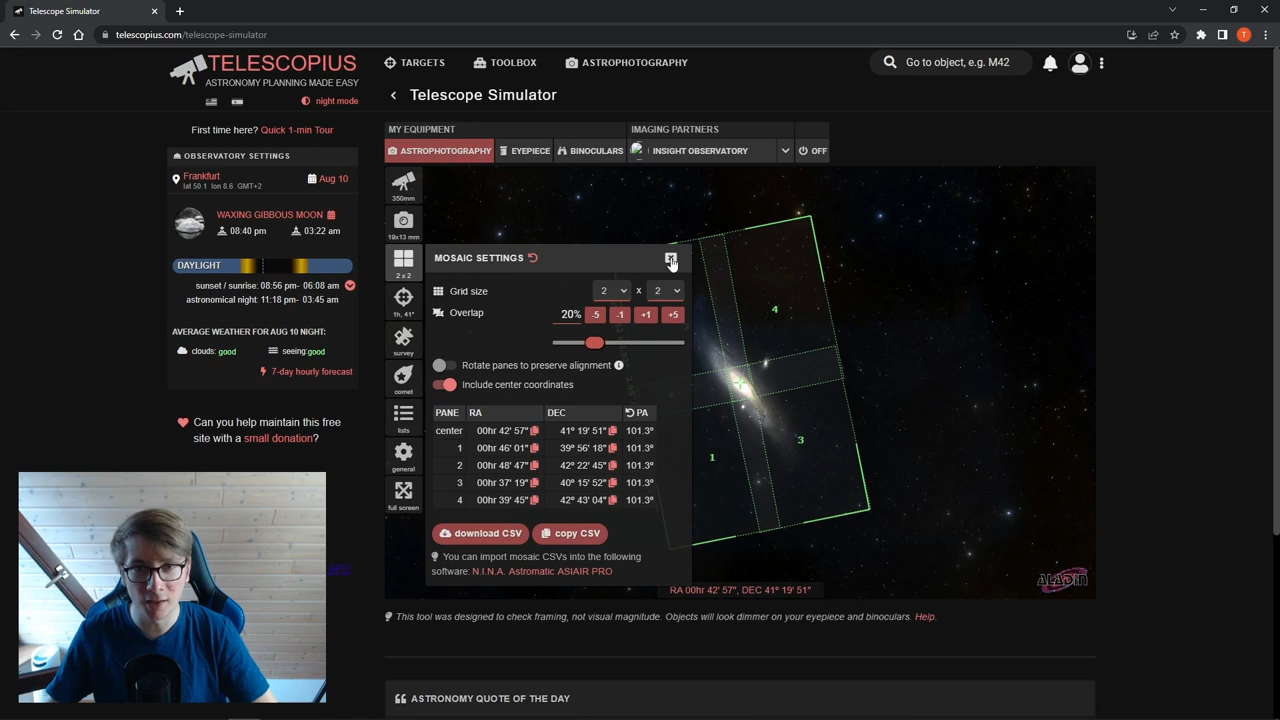 Telescopius
telescopius.com/telescope-simulator
T
TELESCOPIUS
ASTRONOMY PLANNING MADE EASY
night mode
TARGETS
TOOLBOX
ASTROPHOTOGRAPHY
Go to object, e.g. M42
Telescope Simulator
First time here? Quick 1-min Tour
OBSERVATORY SETTINGS
Frankfurt
lat 50.1 lon 8.6 GMT+2
Aug 10
WAXING GIBBOUS MOON
08:40 pm
03:22 am
DAYLIGHT
sunset / sunrise: 08:56 pm- 06:08 am
astronomical night: 11:18 pm- 03:45 am
AVERAGE WEATHER FOR AUG 10 NIGHT:
clouds: good
seeing:good
7-day hourly forecast
Can you help maintain this free
site with a small donation?
MY EQUIPMENT
IMAGING PARTNERS
ASTROPHOTOGRAPHY
EYEPIECE
BINOCULARS
INSIGHT OBSERVATORY
OFF
350mm
19x13 mm
2 x 2
1h, 41°
survey
comet
lists
general
full screen
MOSAIC SETTINGS
Grid size
2 x 2
Overlap
20% -5 -1 +1 +5
Rotate panes to preserve alignment
Include center coordinates
PANE RA DEC PA
center 00hr 42' 57" 41° 19' 51" 101.3º
1 00hr 46' 01" 39° 56' 18" 101.3º
2 00hr 48' 47" 42° 22' 45" 101.3º
3 00hr 37' 19" 40° 15' 52" 101.3º
4 00hr 39' 45" 42° 43' 04" 101.3º
download CSV
copy CSV
You can import mosaic CSVs into the following
software: N.I.N.A. Astromatic ASIAIR PRO
4
3
1
RA 00hr 42' 57", DEC 41º 19' 51"
ALADIN
This tool was designed to check framing, not visual magnitude. Objects will look dimmer on your eyepiece and binoculars. Help.
ASTRONOMY QUOTE OF THE DAY